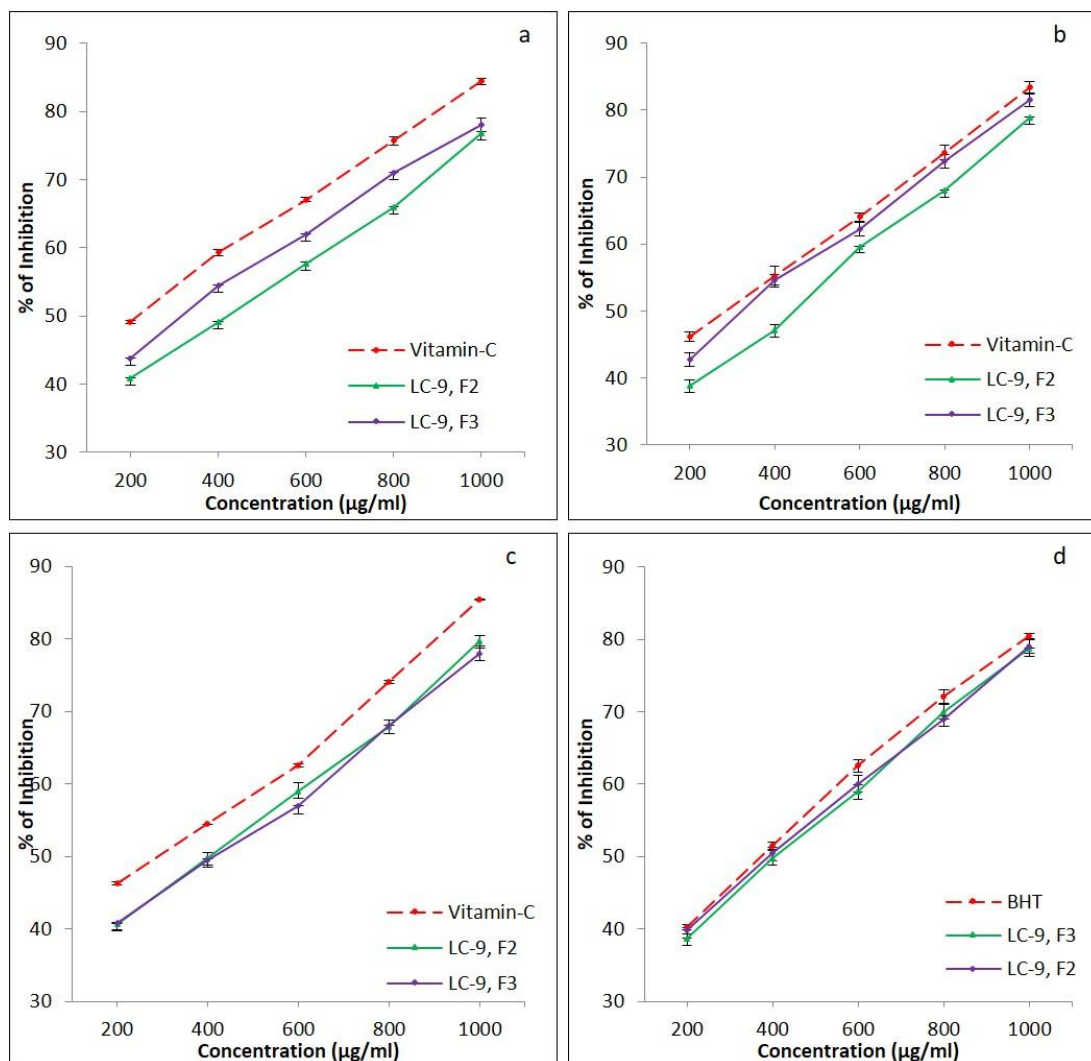 a
90
80
70
60
50
40
30
% of Inhibition
Vitamin-C
LC-9, F2
LC-9, F3
200 400 600 800 1000
Concentration (µg/ml)
b
90
80
70
60
50
40
30
% of Inhibition
Vitamin-C
LC-9, F2
LC-9, F3
200 400 600 800 1000
Concentration (µg/ml)
c
90
80
70
60
50
40
30
% of Inhibition
Vitamin-C
LC-9, F2
LC-9, F3
200 400 600 800 1000
Concentration (µg/ml)
d
90
80
70
60
50
40
30
% of Inhibition
BHT
LC-9, F3
LC-9, F2
200 400 600 800 1000
Concentration (µg/ml)